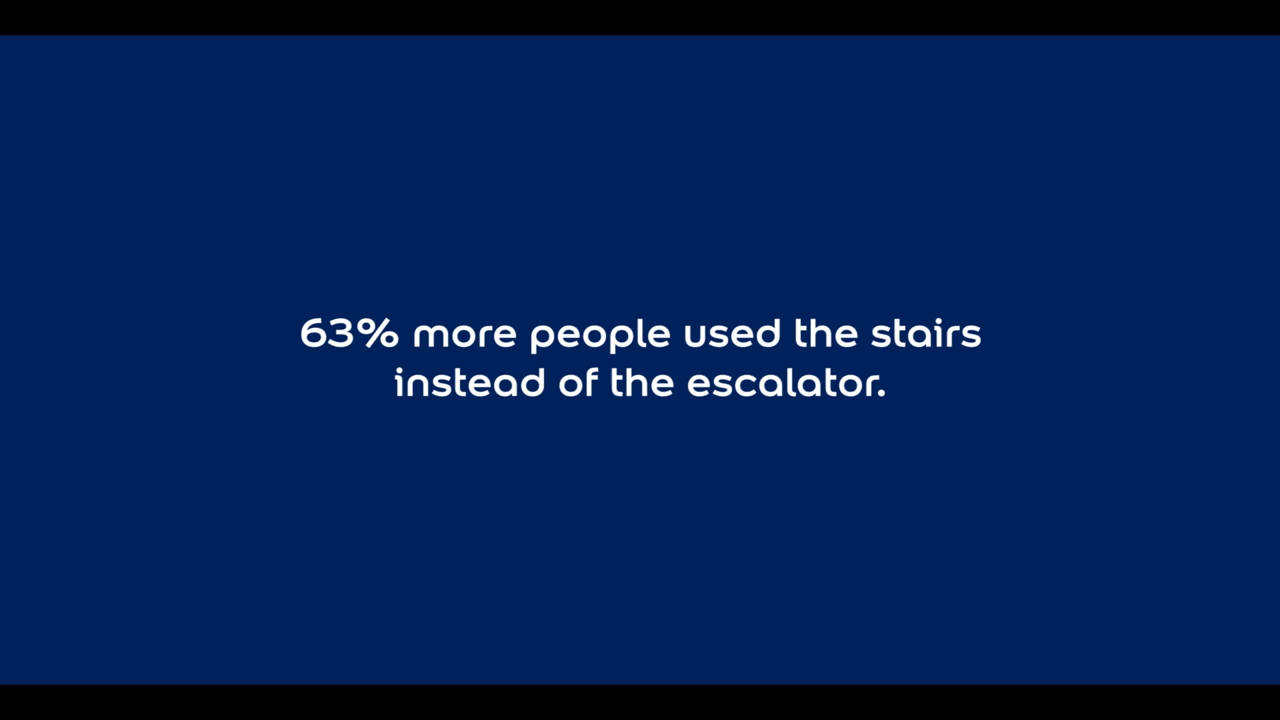 63% more people used the stairs
instead of the escalator.